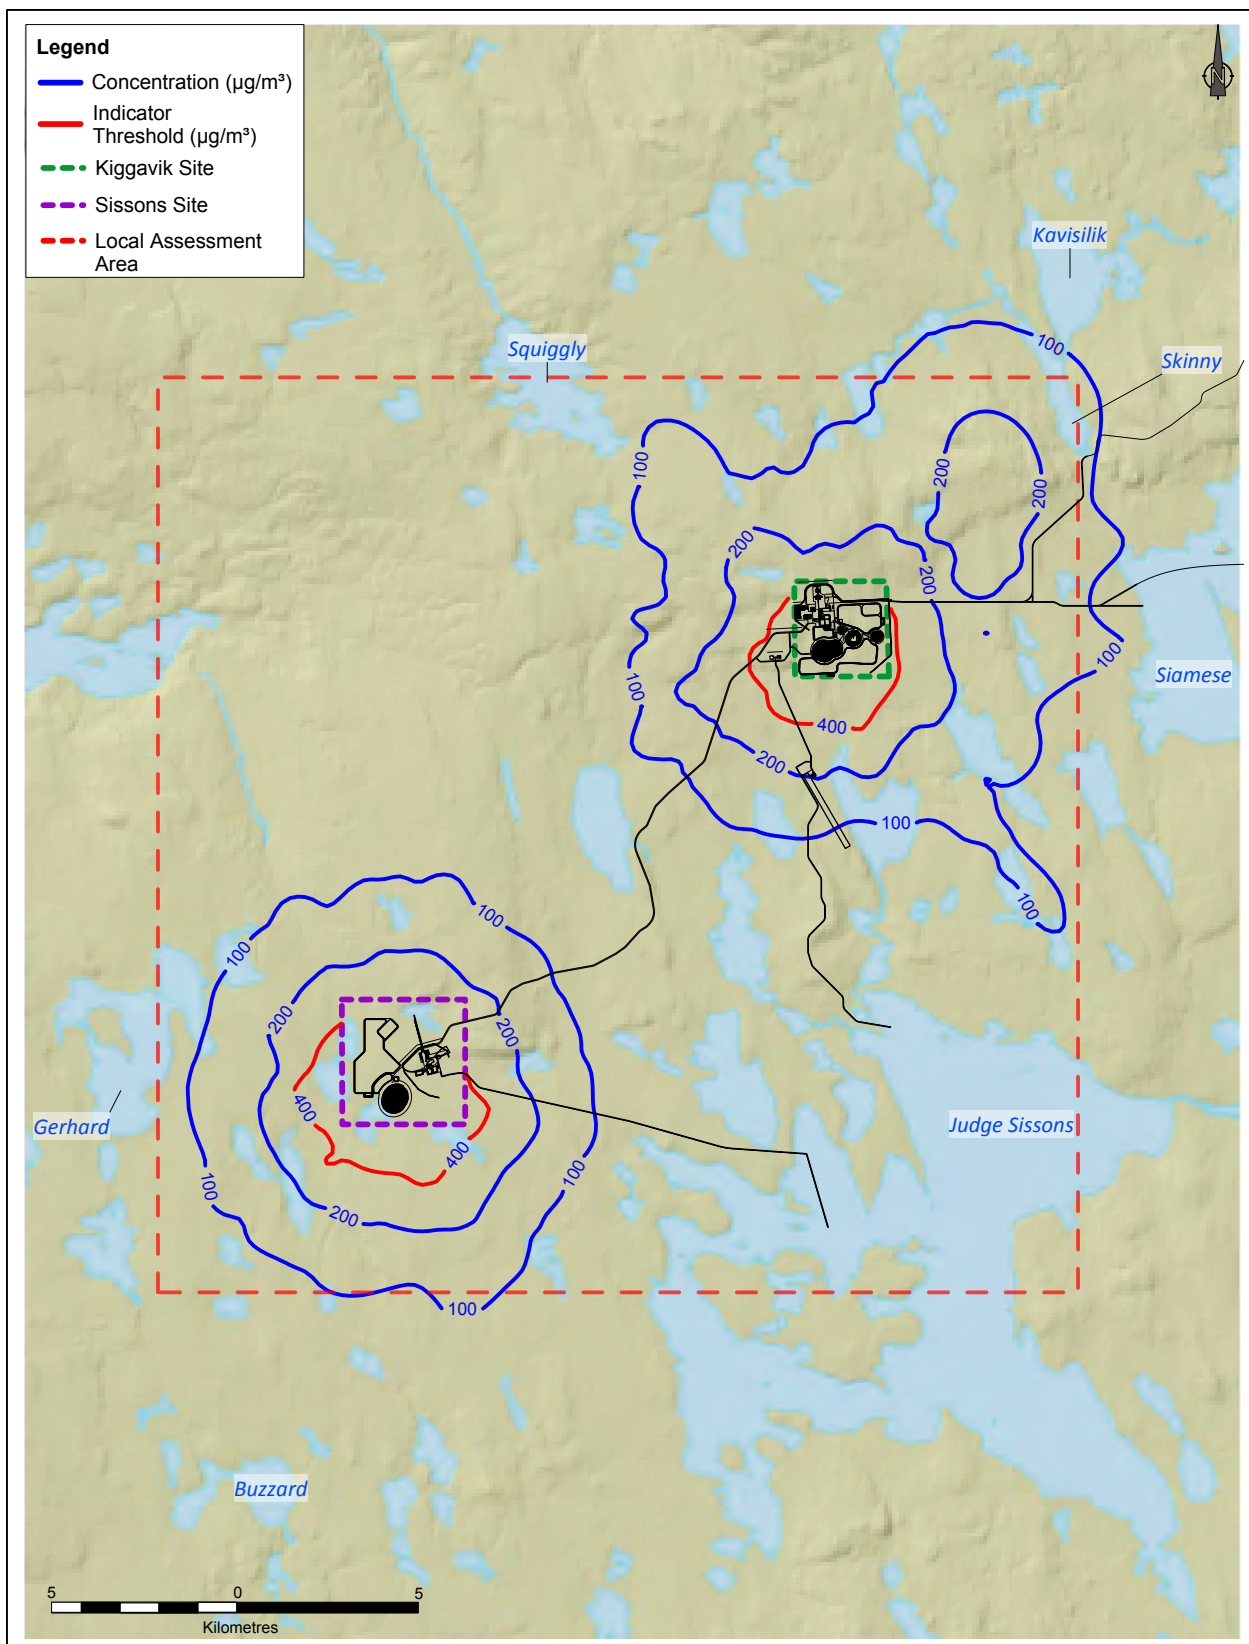 Legend
Concentration (µg/m³)
Indicator
Threshold (µg/m³)
Kiggavik Site
Sissons Site
Local Assessment
Area
N
Kavisilik
Squiggly
Skinny
100
100
200
200
200
200
100
Siamese
100
400
200
100
100
100
100
200
200
Gerhard
400
400
Judge Sissons
100
100
200
100
Buzzard
5 0 5
Kilometres